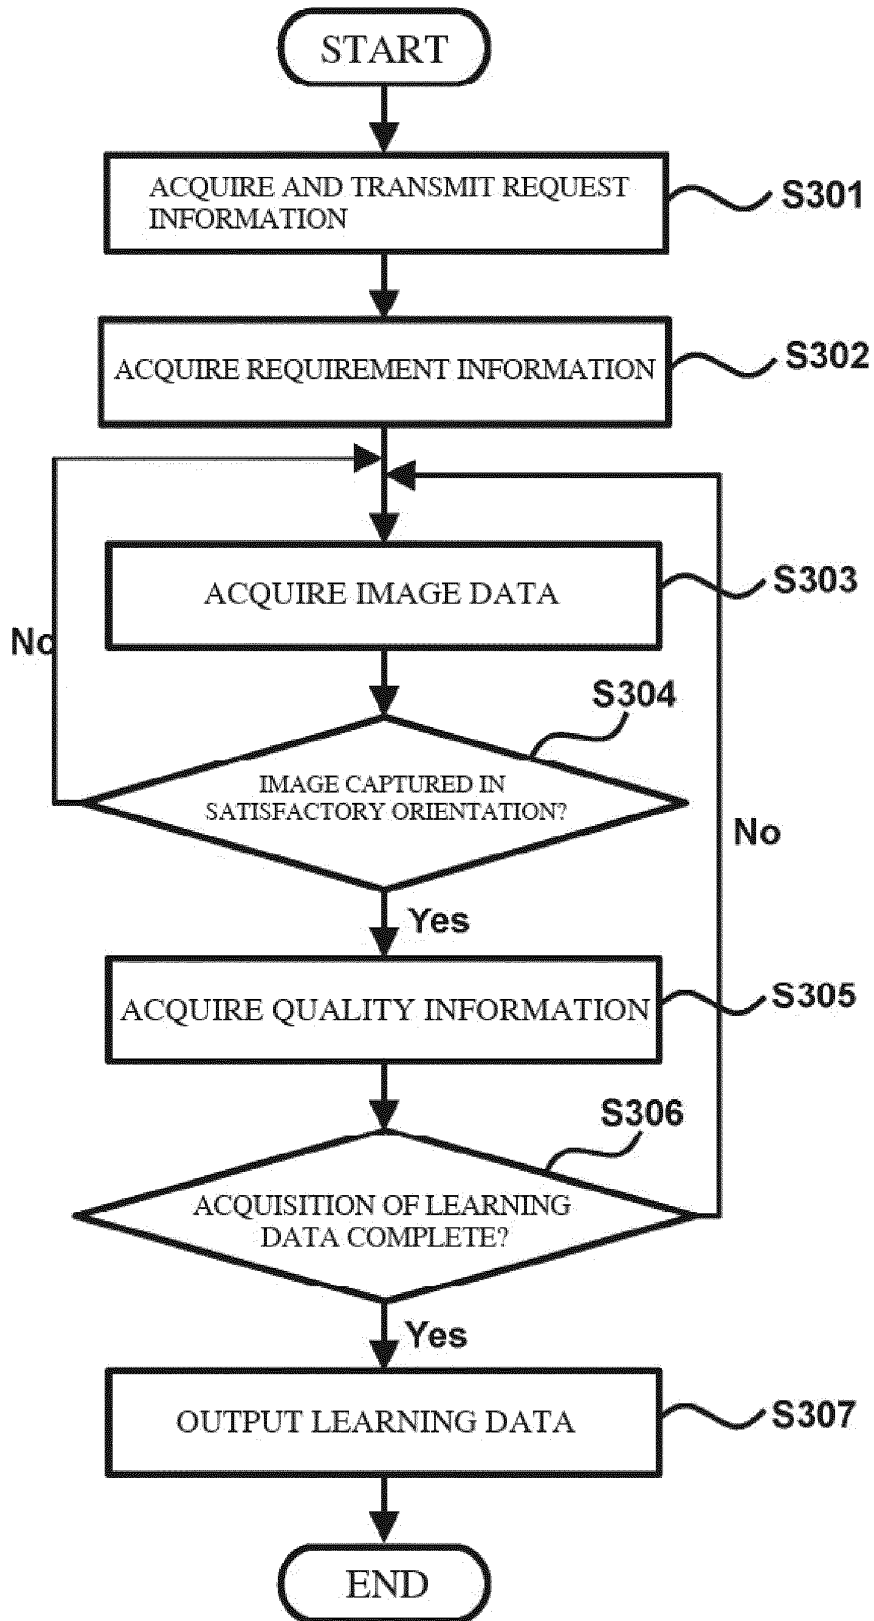 START
ACQUIRE AND TRANSMIT REQUEST
INFORMATION
S301
ACQUIRE REQUIREMENT INFORMATION
S302
ACQUIRE IMAGE DATA
S303
No
S304
IMAGE CAPTURED IN
SATISFACTORY ORIENTATION?
No
Yes
ACQUIRE QUALITY INFORMATION
S305
S306
ACQUISITION OF LEARNING
DATA COMPLETE?
Yes
OUTPUT LEARNING DATA
S307
END